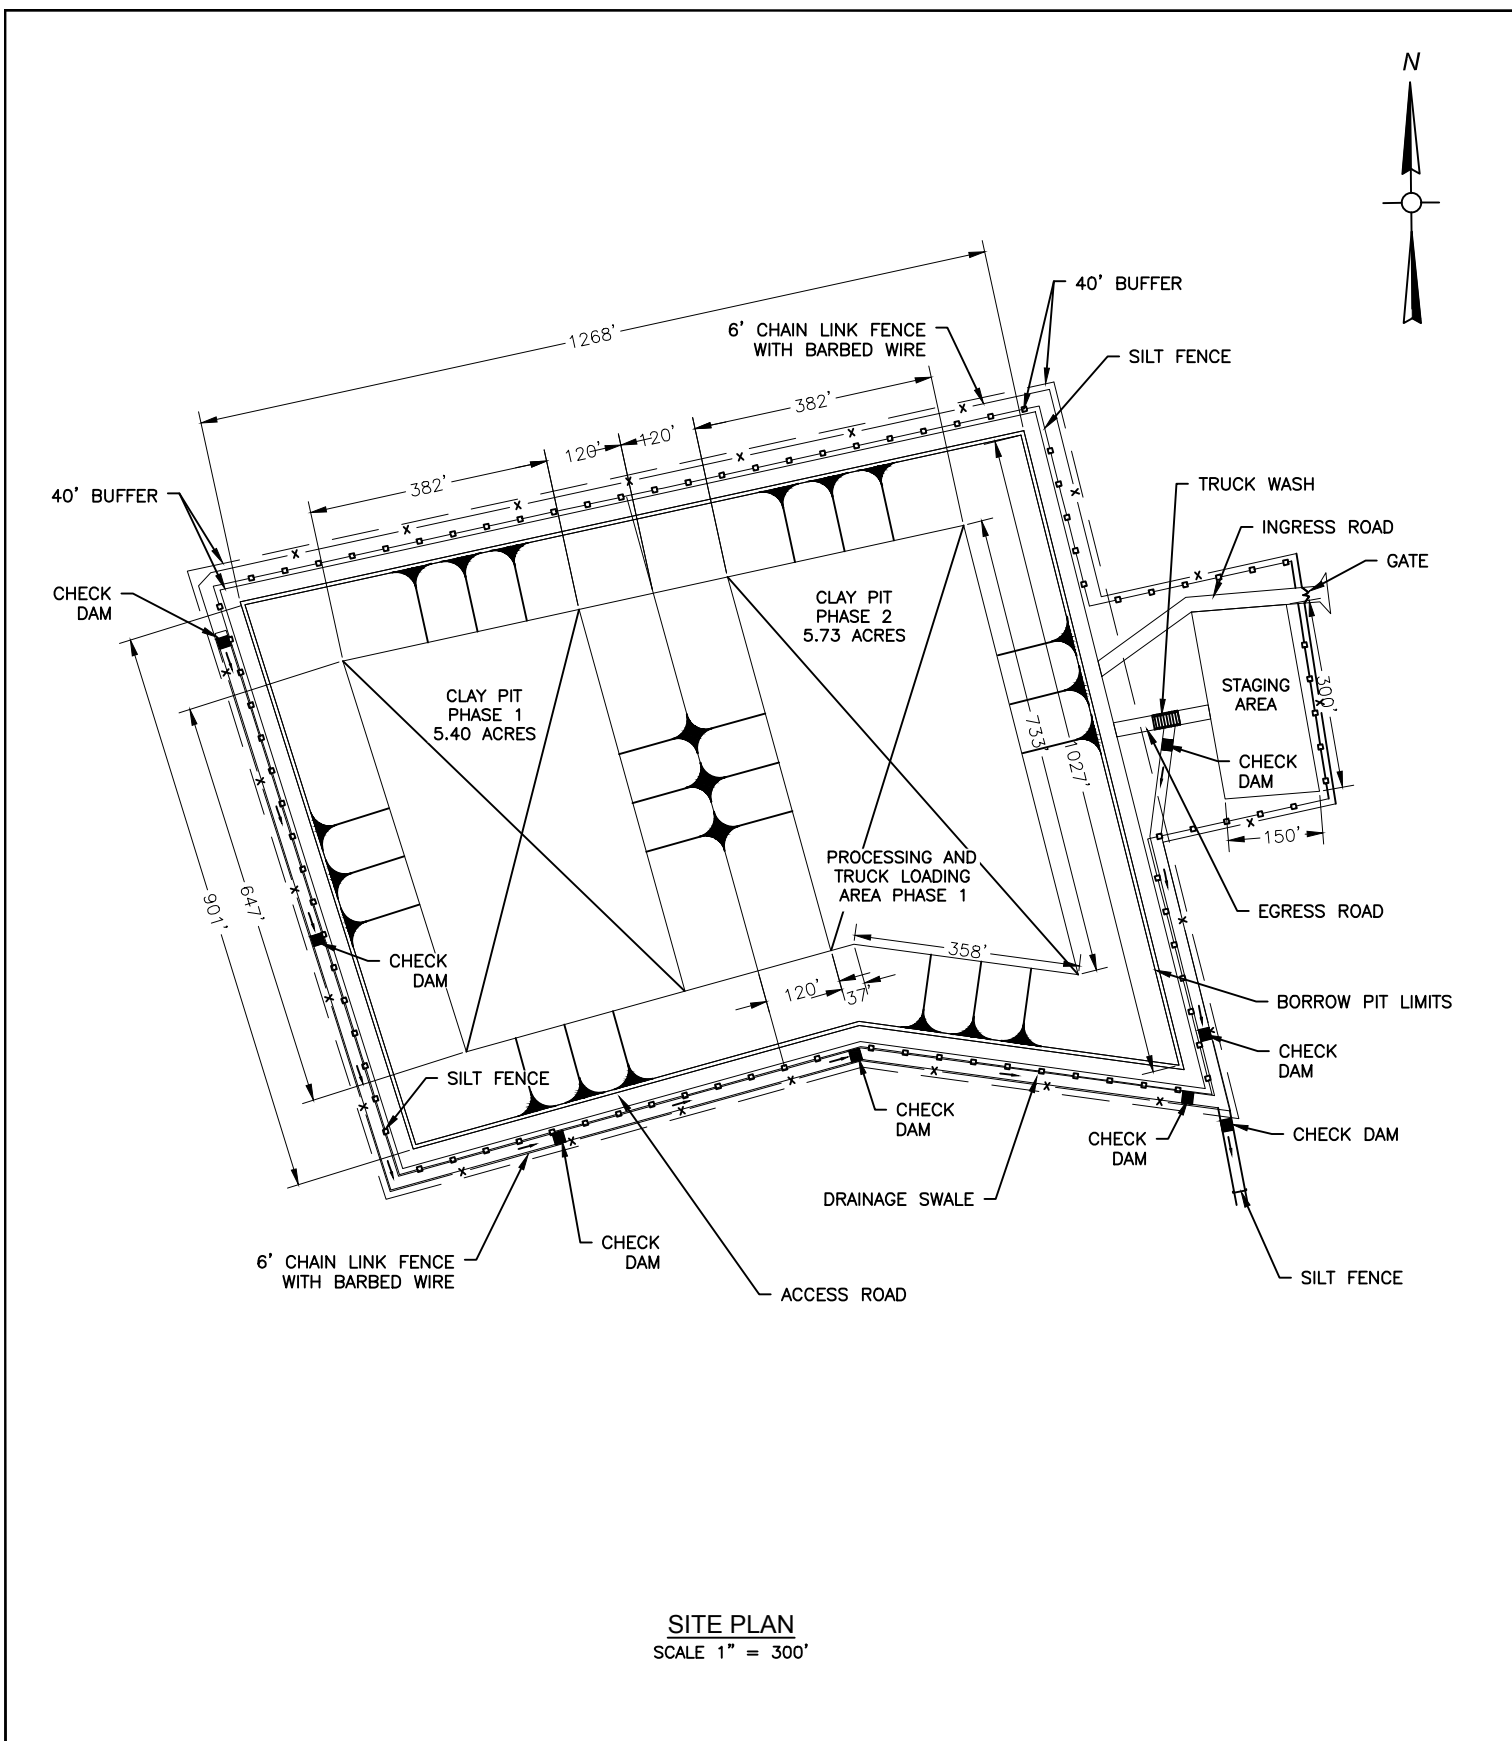 N
40' BUFFER
1268'
6' CHAIN LINK FENCE
WITH BARBED WIRE
SILT FENCE
382'
120'
120'
382'
40' BUFFER
TRUCK WASH
INGRESS ROAD
GATE
CHECK
DAM
CLAY PIT
PHASE 2
5.73 ACRES
CLAY PIT
PHASE 1
5.40 ACRES
STAGING
AREA
300'
733'
1027'
CHECK
DAM
150'
PROCESSING AND
TRUCK LOADING
AREA PHASE 1
647'
901'
EGRESS ROAD
358'
CHECK
DAM
120'
37'
BORROW PIT LIMITS
CHECK
DAM
SILT FENCE
CHECK
DAM
CHECK
DAM
CHECK DAM
DRAINAGE SWALE
CHECK
DAM
6' CHAIN LINK FENCE
WITH BARBED WIRE
SILT FENCE
ACCESS ROAD
SITE PLAN
SCALE 1" = 300'